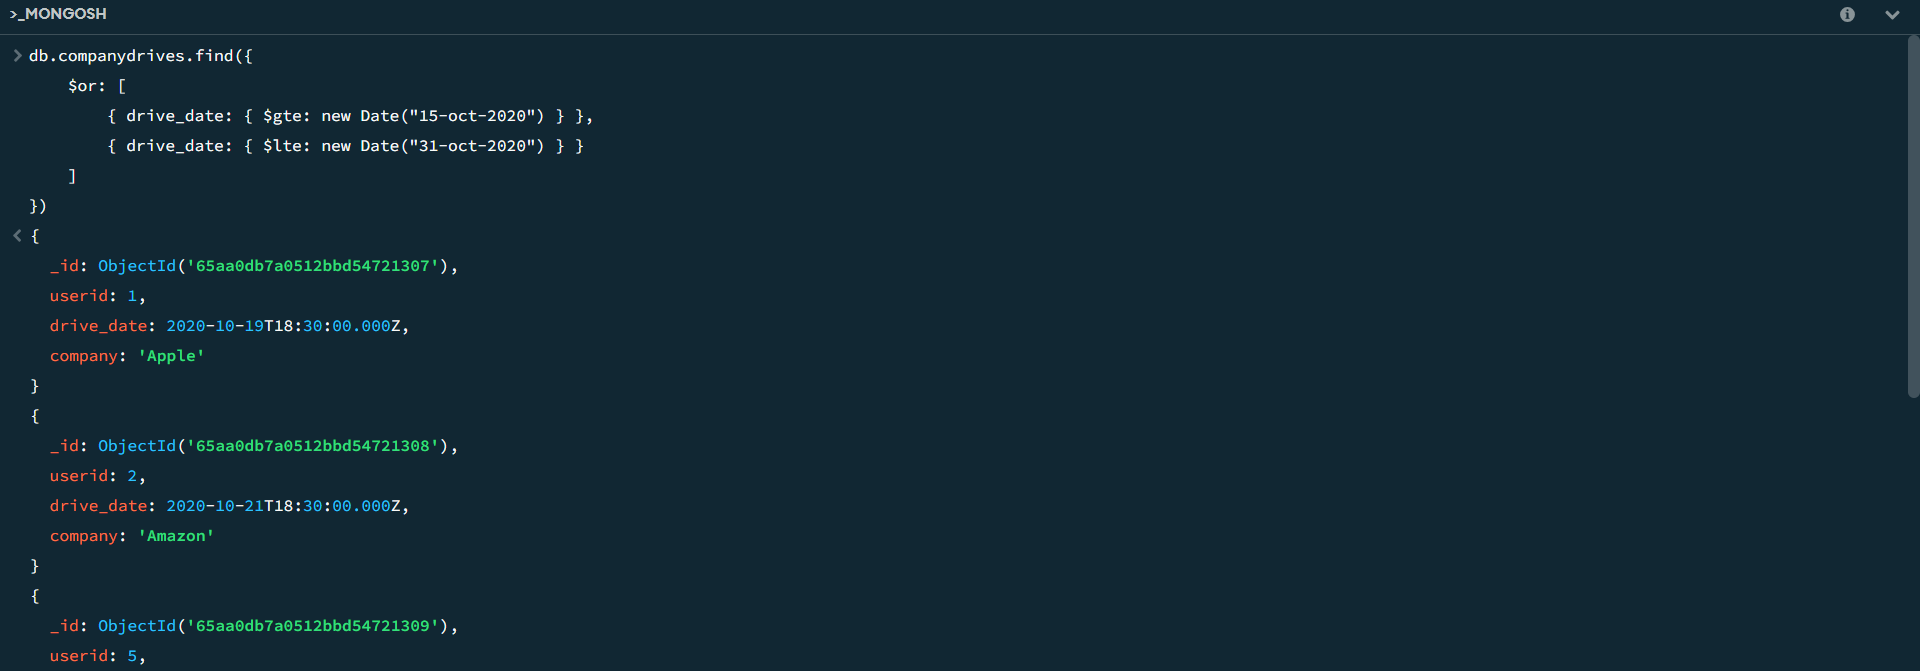 >_MONGOSH
> db.companydrives.find({
$or: [
{ drive_date: { $gte: new Date("15-oct-2020") } },
{ drive_date: { $lte: new Date("31-oct-2020") } }
]
})
< {
_id: ObjectId('65aa0db7a0512bbd54721307'),
userid: 1,
drive_date: 2020-10-19T18:30:00.000Z,
company: 'Apple'
}
{
_id: ObjectId('65aa0db7a0512bbd54721308'),
userid: 2,
drive_date: 2020-10-21T18:30:00.000Z,
company: 'Amazon'
}
{
_id: ObjectId('65aa0db7a0512bbd54721309'),
userid: 5,